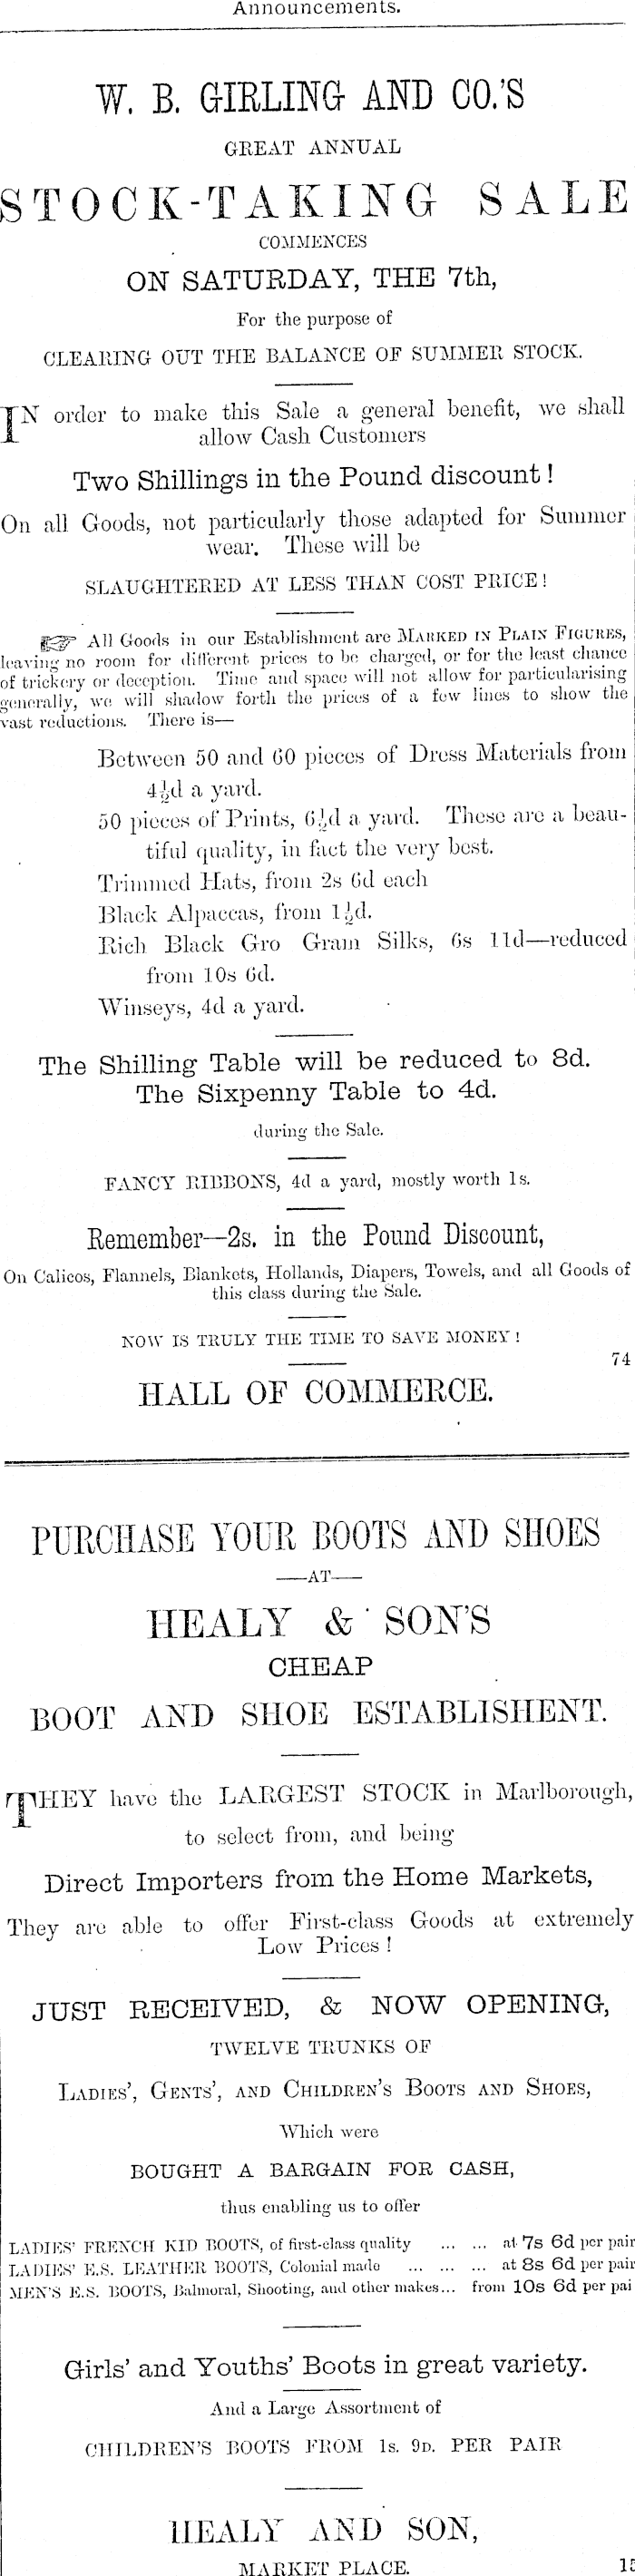 Announcements.
W. B. GIRLING AND CO.'S
GREAT ANNUAL
STOCK-TAKING SALE
COMMENCES
ON SATURDAY, THE 7th,
For the purpose of
CLEARING OUT THE BALANCE OF SUMMER STOCK.
IN order to make this Sale a general benefit, we shall
allow Cash Customers
Two Shillings in the Pound discount!
On all Goods, not particularly those adapted for Summer
wear. These will be
SLAUGHTERED AT LESS THAN COST PRICE!
☞ All Goods in our Establishment are MARKED IN PLAIN FIGURES,
leaving no room for different prices to be charged, or for the least chance
of trickery or deception. Time and space will not allow for particularising
generally, we will shadow forth the prices of a few lines to show the
vast reductions. There is—
Between 50 and 60 pieces of Dress Materials from
4½d a yard.
50 pieces of Prints, 6½d a yard. These are a beau-
tiful quality, in fact the very best.
Trimmed Hats, from 2s 6d each
Black Alpaccas, from 1½d.
Rich Black Gro Grain Silks, 6s 11d—reduced
from 10s 6d.
Winseys, 4d a yard.
The Shilling Table will be reduced to 8d.
The Sixpenny Table to 4d.
during the Sale.
FANCY RIBBONS, 4d a yard, mostly worth 1s.
Remember—2s. in the Pound Discount,
On Calicos, Flannels, Blankets, Hollands, Diapers, Towels, and all Goods of
this class during the Sale.
NOW IS TRULY THE TIME TO SAVE MONEY!
74
HALL OF COMMERCE.
PURCHASE YOUR BOOTS AND SHOES
—AT—
HEALY & SON'S
CHEAP
BOOT AND SHOE ESTABLISHENT.
THEY have the LARGEST STOCK in Marlborough,
to select from, and being
Direct Importers from the Home Markets,
They are able to offer First-class Goods at extremely
Low Prices!
JUST RECEIVED, & NOW OPENING,
TWELVE TRUNKS OF
LADIES', GENTS', AND CHILDREN'S BOOTS AND SHOES,
Which were
BOUGHT A BARGAIN FOR CASH,
thus enabling us to offer
LADIES' FRENCH KID BOOTS, of first-class quality ... ... at 7s 6d per pair
LADIES' E.S. LEATHER BOOTS, Colonial made ... ... ... at 8s 6d per pair
MEN'S E.S. BOOTS, Balmoral, Shooting, and other makes... from 10s 6d per pai
Girls' and Youths' Boots in great variety.
And a Large Assortment of
CHILDREN'S BOOTS FROM 1s. 9D. PER PAIR
HEALY AND SON,
MARKET PLACE. 15